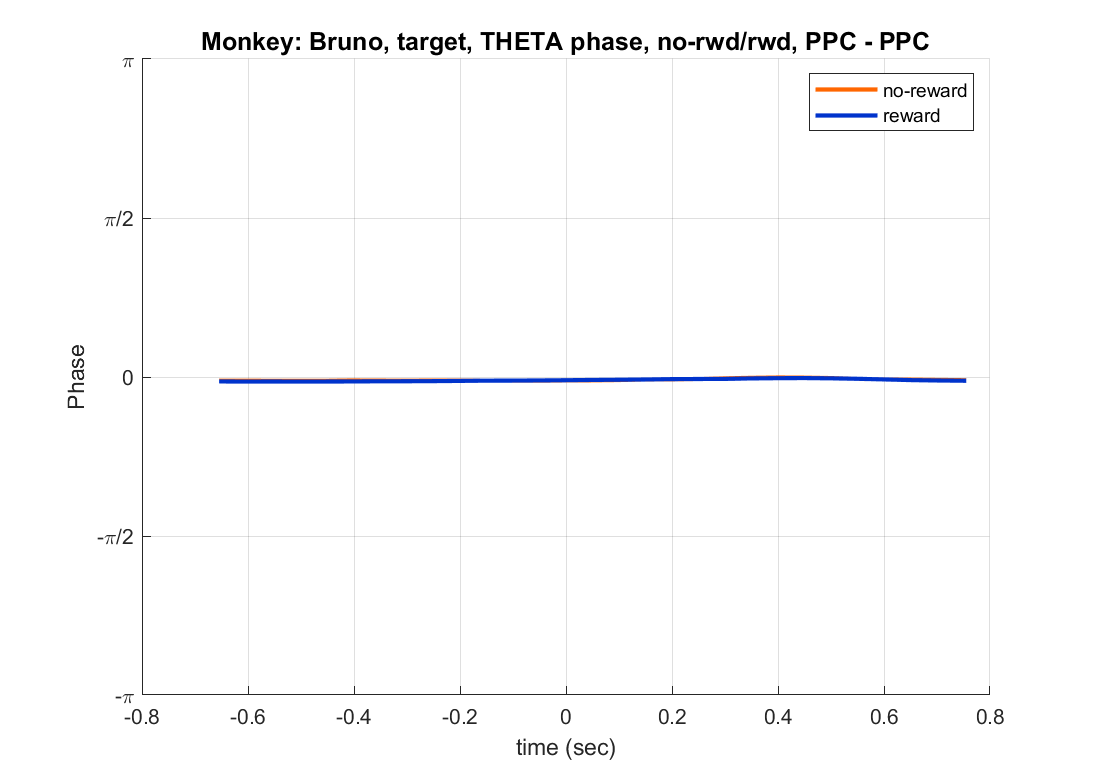 Monkey: Bruno, target, THETA phase, no-rwd/rwd, PPC - PPC
no-reward
reward
π
π/2
0
-π/2
-π
Phase
-0.8 -0.6 -0.4 -0.2 0 0.2 0.4 0.6 0.8
time (sec)